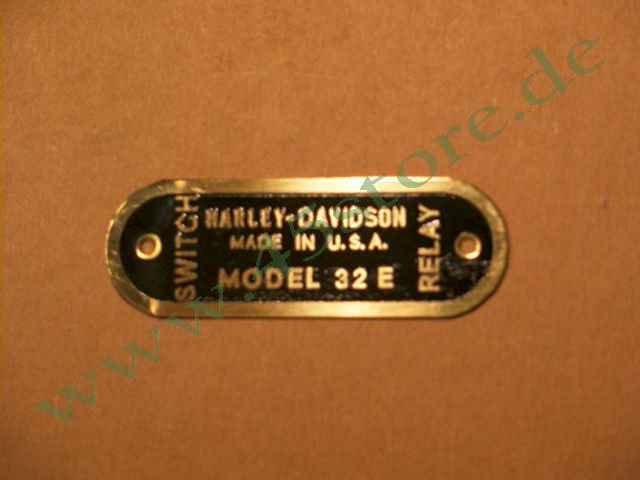 SWITCH
HARLEY-DAVIDSON
MADE IN U.S.A.
MODEL 32 E
RELAY
www.45store.de